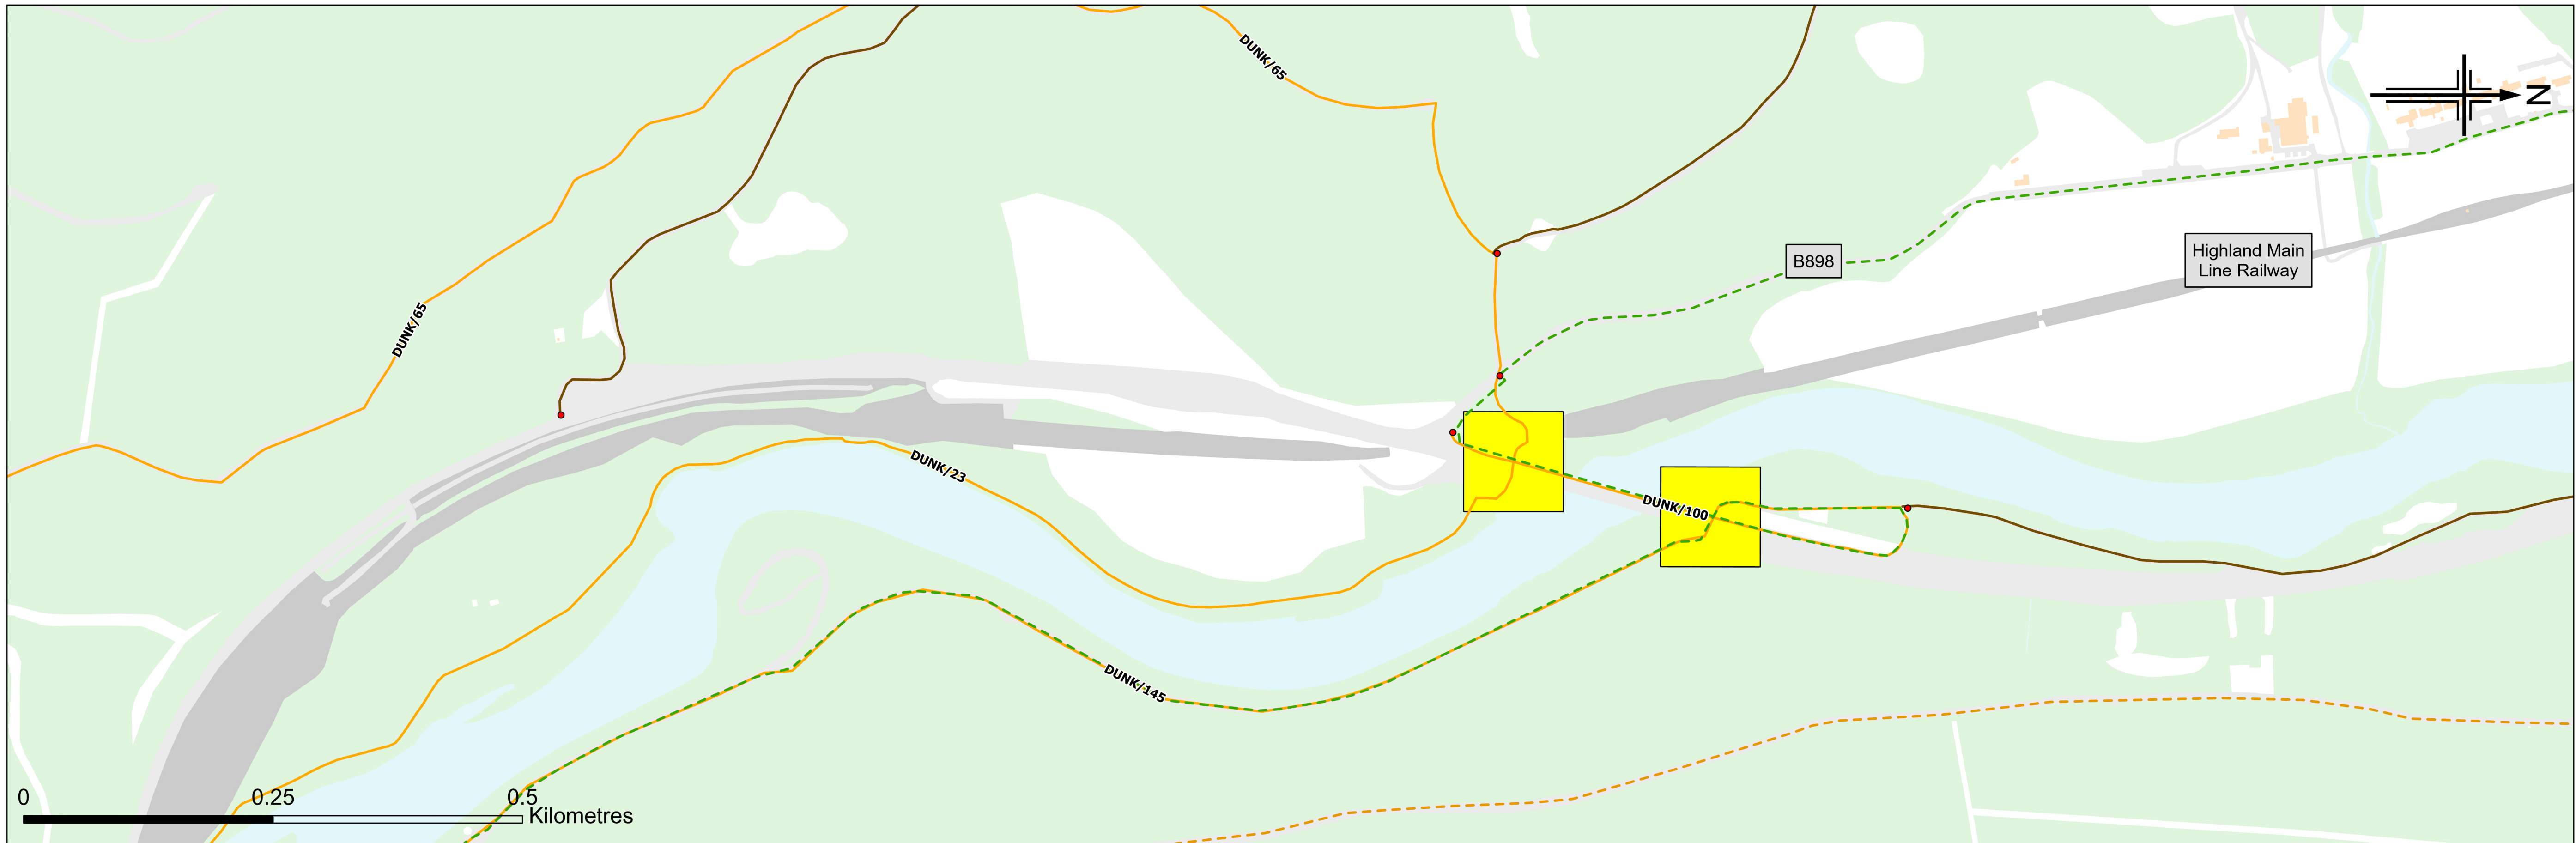 DUNK/65
N
DUNK/65
B898
Highland Main
Line Railway
DUNK/23
DUNK/100
DUNK/145
0 0.25 0.5
Kilometres